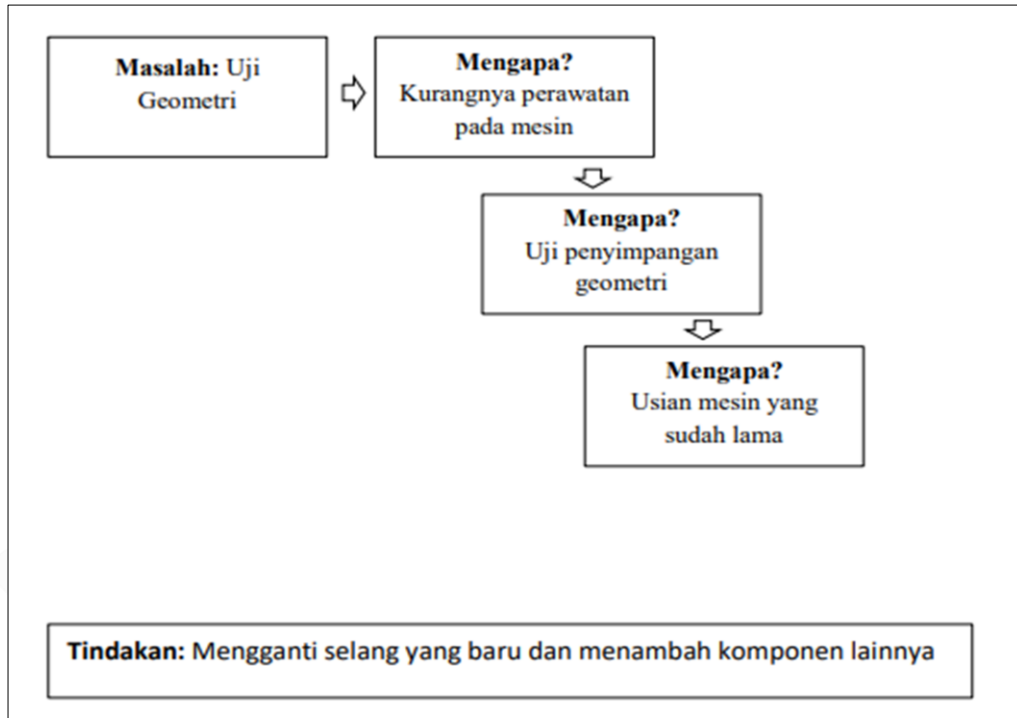 Masalah: Uji
Geometri
Mengapa?
Kurangnya perawatan
pada mesin
Mengapa?
Uji penyimpangan
geometri
Mengapa?
Usian mesin yang
sudah lama
Tindakan: Mengganti selang yang baru dan menambah komponen lainnya